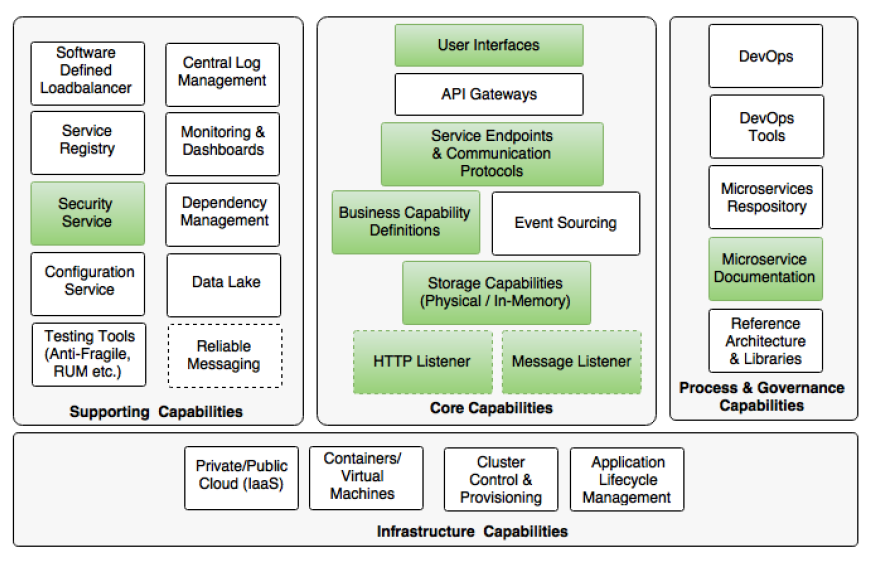 Software
Defined
Loadbalancer
Central Log
Management
Service
Registry
Monitoring &
Dashboards
Security
Service
Dependency
Management
Configuration
Service
Data Lake
Testing Tools
(Anti-Fragile,
RUM etc.)
Reliable
Messaging
Supporting Capabilities
User Interfaces
API Gateways
Service Endpoints
& Communication
Protocols
Business Capability
Definitions
Event Sourcing
Storage Capabilities
(Physical / In-Memory)
HTTP Listener
Message Listener
Core Capabilities
DevOps
DevOps
Tools
Microservices
Respository
Microservice
Documentation
Reference
Architecture
& Libraries
Process & Governance
Capabilities
Private/Public
Cloud (IaaS)
Containers/
Virtual
Machines
Cluster
Control &
Provisioning
Application
Lifecycle
Management
Infrastructure Capabilities